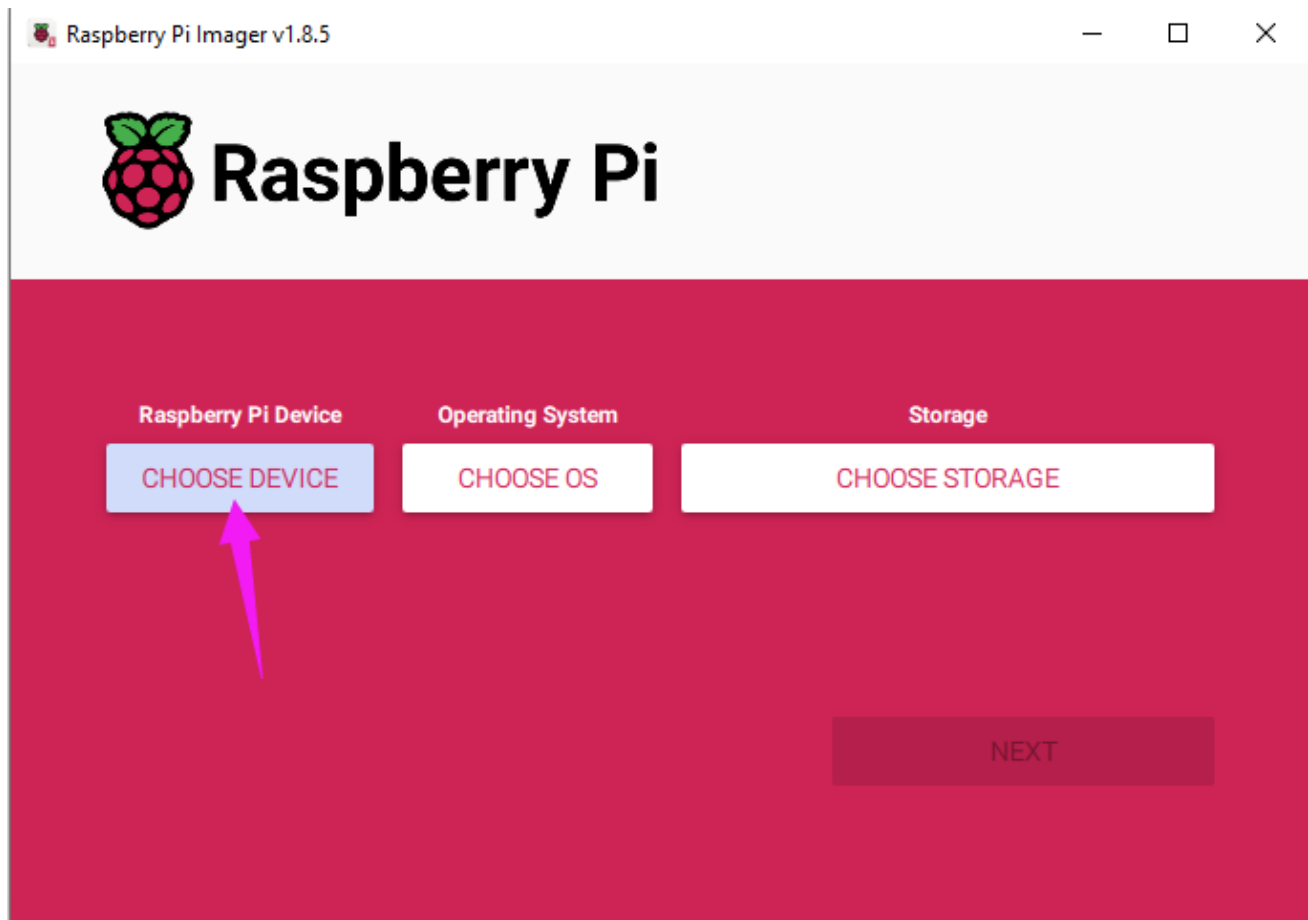 Raspberry Pi Imager v1.8.5
Raspberry Pi
Raspberry Pi Device
Operating System
Storage
CHOOSE DEVICE
CHOOSE OS
CHOOSE STORAGE
NEXT